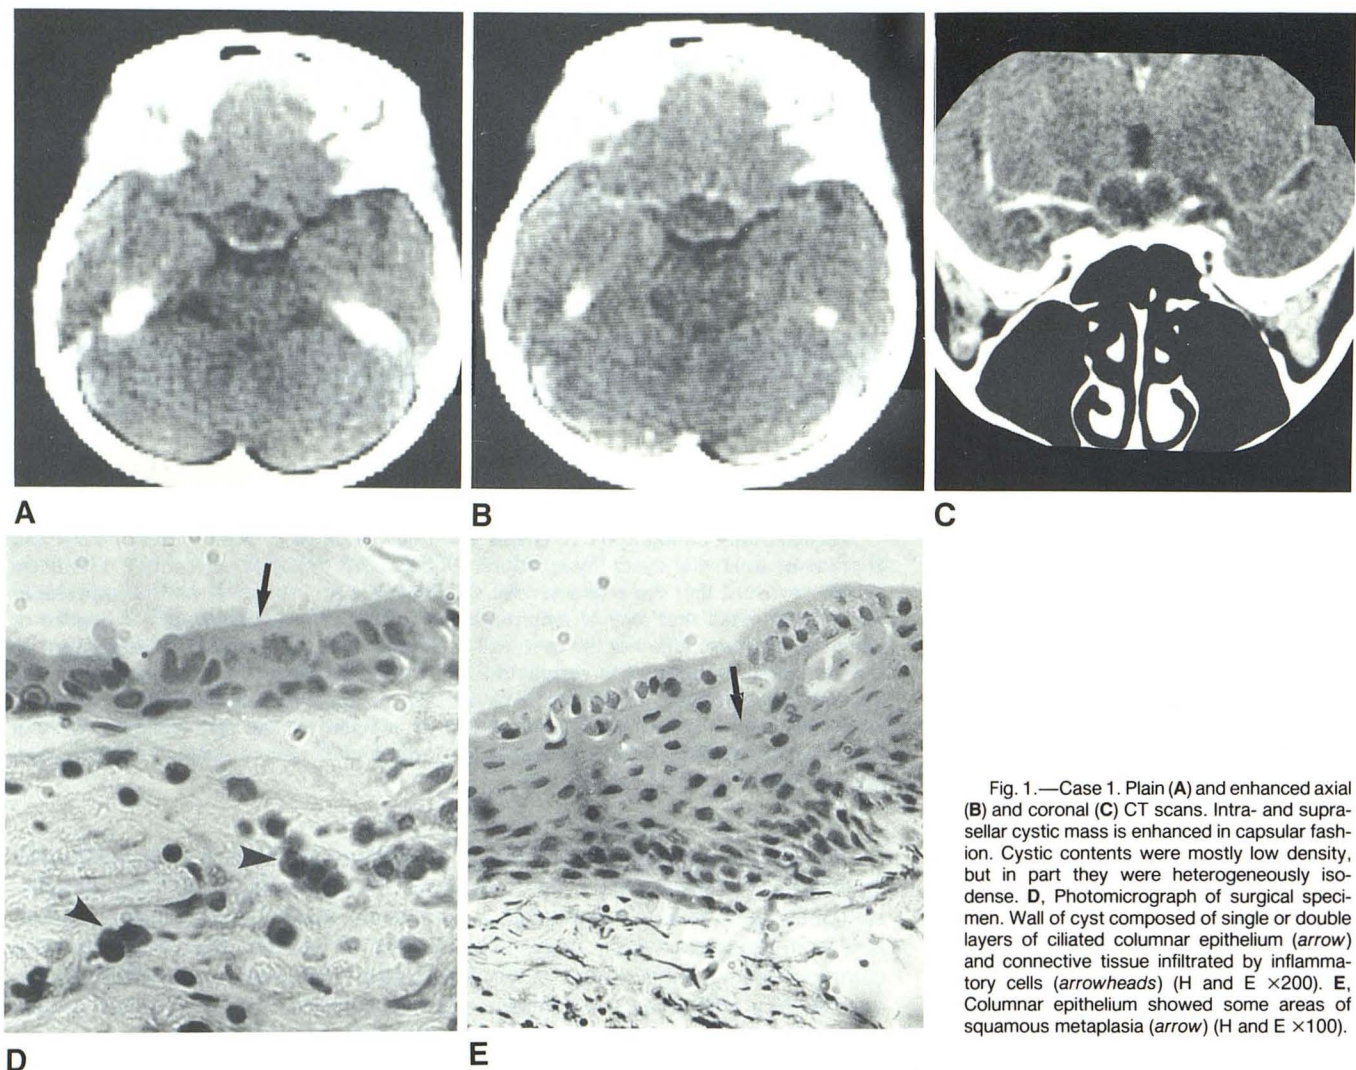 A
B
C
D
E
Fig. 1.—Case 1. Plain (A) and enhanced axial
(B) and coronal (C) CT scans. Intra- and supra-
sellar cystic mass is enhanced in capsular fash-
ion. Cystic contents were mostly low density,
but in part they were heterogeneously iso-
dense. D, Photomicrograph of surgical speci-
men. Wall of cyst composed of single or double
layers of ciliated columnar epithelium (arrow)
and connective tissue infiltrated by inflamma-
tory cells (arrowheads) (H and E ×200). E,
Columnar epithelium showed some areas of
squamous metaplasia (arrow) (H and E ×100).